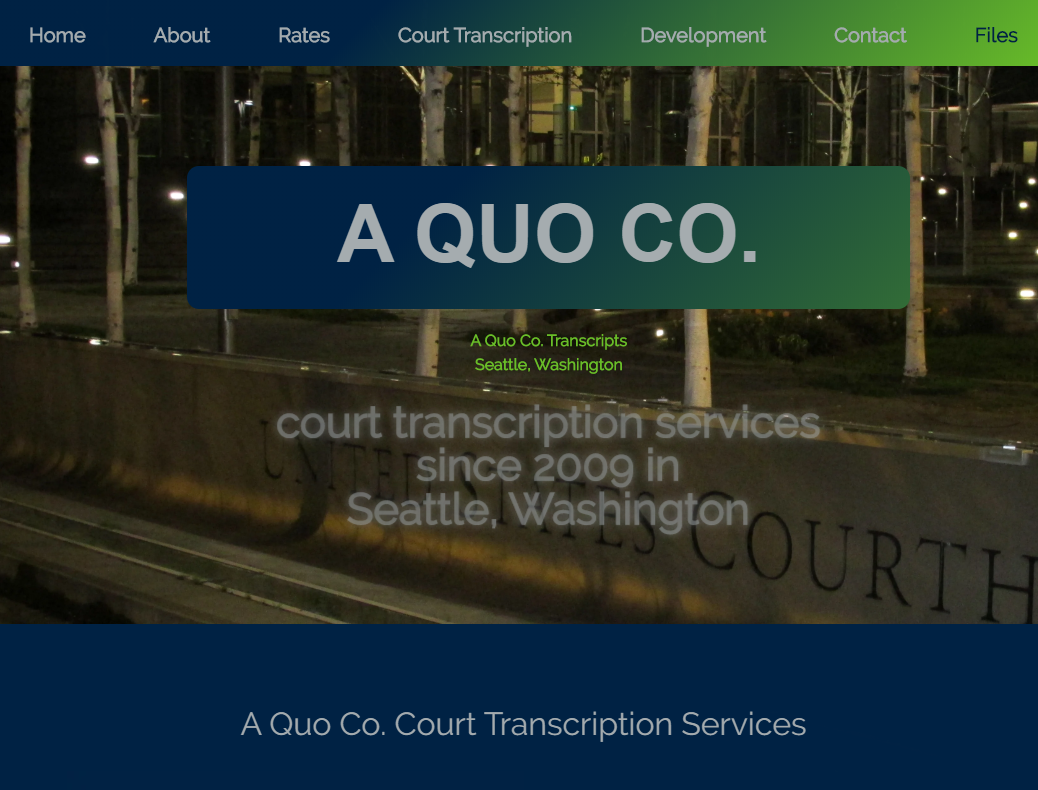 Home About Rates Court Transcription Development Contact Files
A QUO CO.
A Quo Co. Transcripts
Seattle, Washington
court transcription services
since 2009 in
Seattle, Washington
UNITED STATES COURTH
A Quo Co. Court Transcription Services